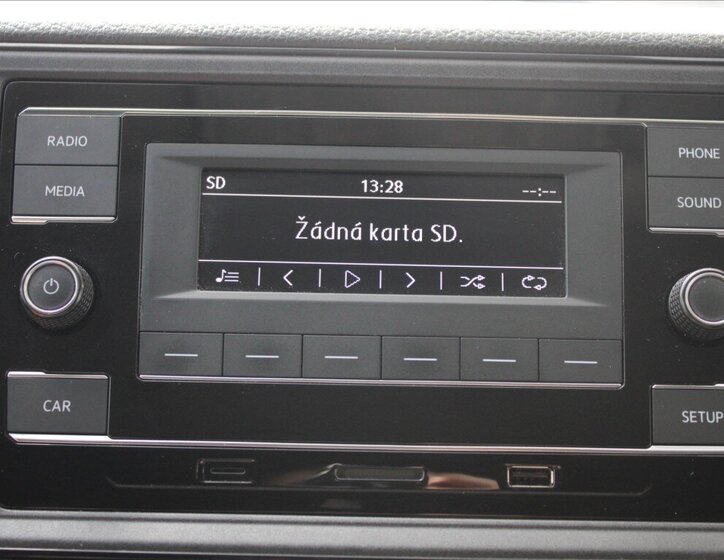 RADIO
MEDIA
PHONE
SOUND
SD 13:28 --:--
Žádná karta SD.
CAR
SETUP